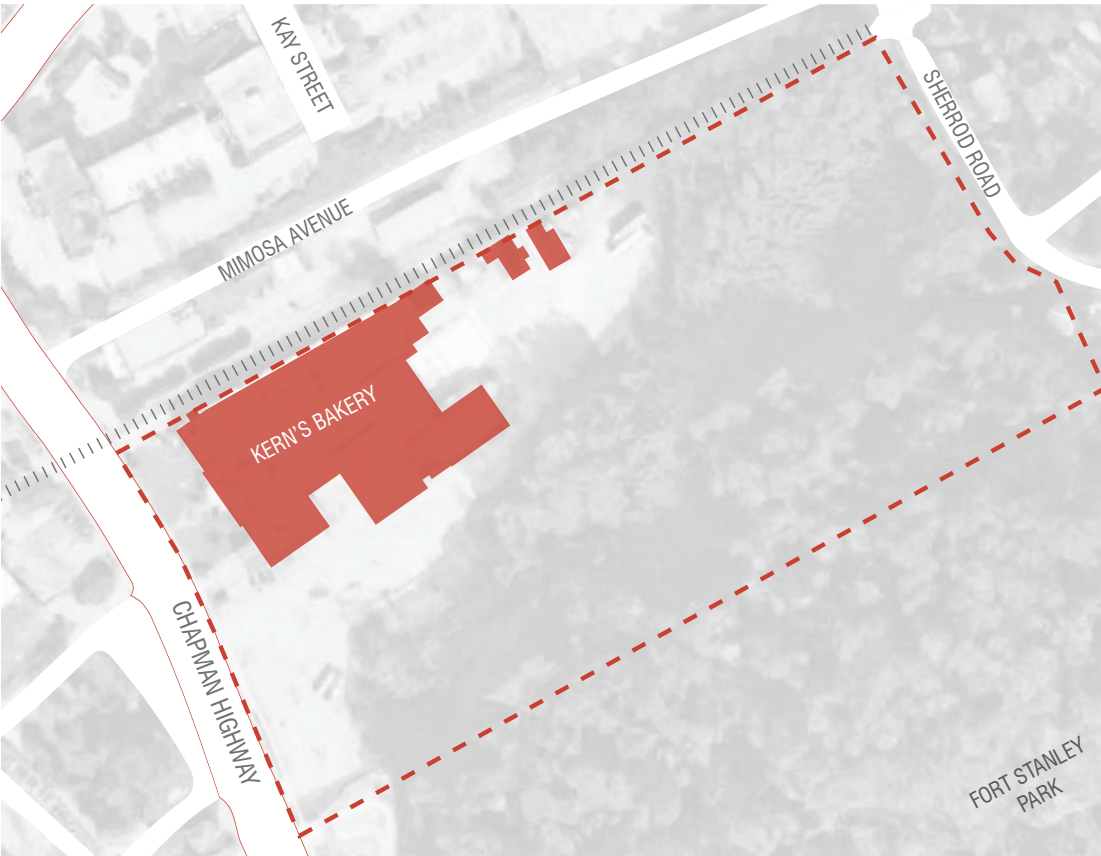 KAY STREET
SHERROD ROAD
MIMOSA AVENUE
KERN'S BAKERY
CHAPMAN HIGHWAY
FORT STANLEY
PARK